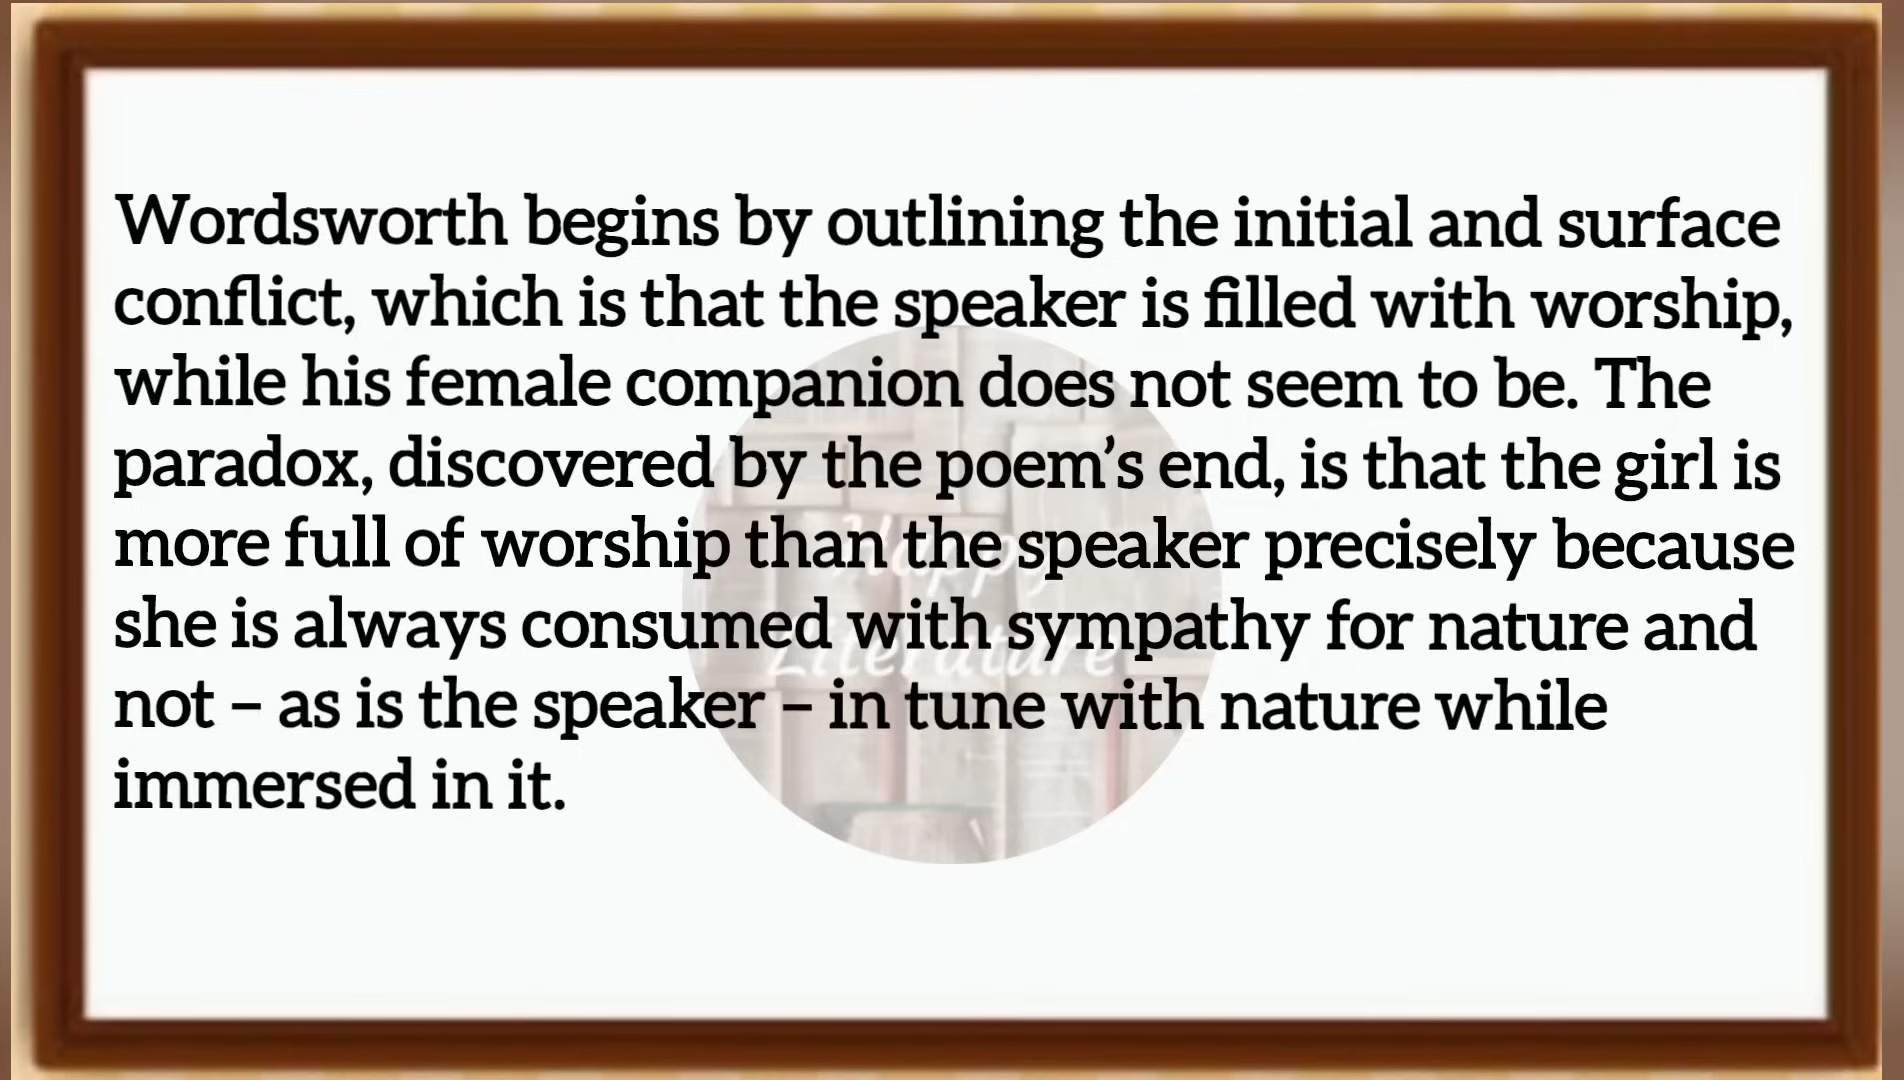 Wordsworth begins by outlining the initial and surface
conflict, which is that the speaker is filled with worship,
while his female companion does not seem to be. The
paradox, discovered by the poem’s end, is that the girl is
more full of worship than the speaker precisely because
she is always consumed with sympathy for nature and
not – as is the speaker – in tune with nature while
immersed in it.
Happy
Literature